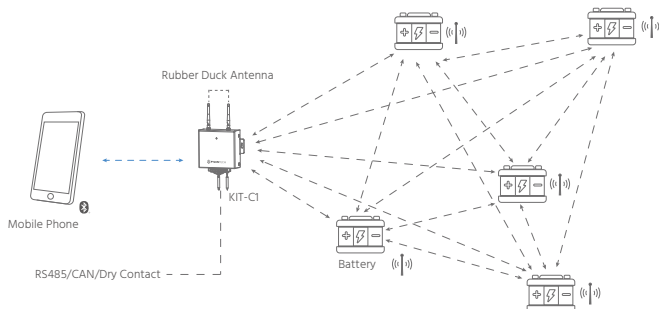 Rubber Duck Antenna
KIT-C1
Mobile Phone
Battery
RS485/CAN/Dry Contact